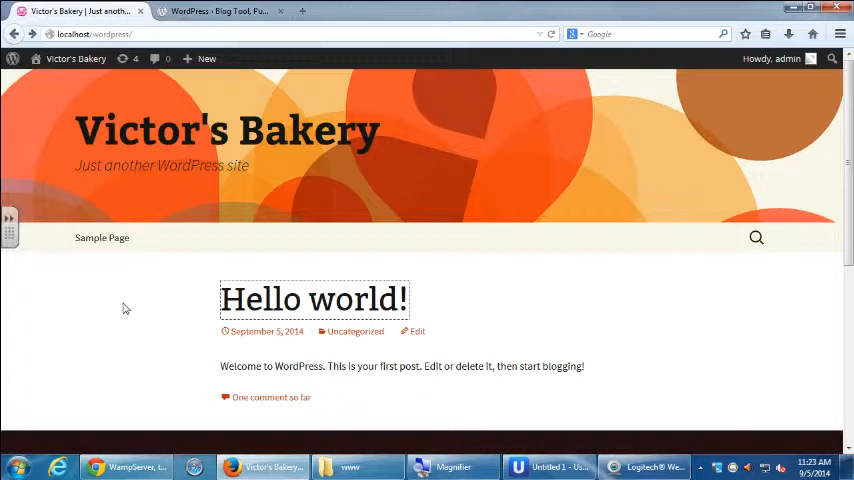 Victor's Bakery | Just anoth...
WordPress › Blog Tool, Pu...
localhost/wordpress/
Google
Victor's Bakery 4 0 New
Howdy, admin
Victor's Bakery
Just another WordPress site
Sample Page
Hello world!
September 5, 2014 Uncategorized Edit
Welcome to WordPress. This is your first post. Edit or delete it, then start blogging!
One comment so far
WampServer, t... Victor's Bakery... www Magnifier Untitled 1 - Us... Logitech® We...
11:23 AM
9/5/2014